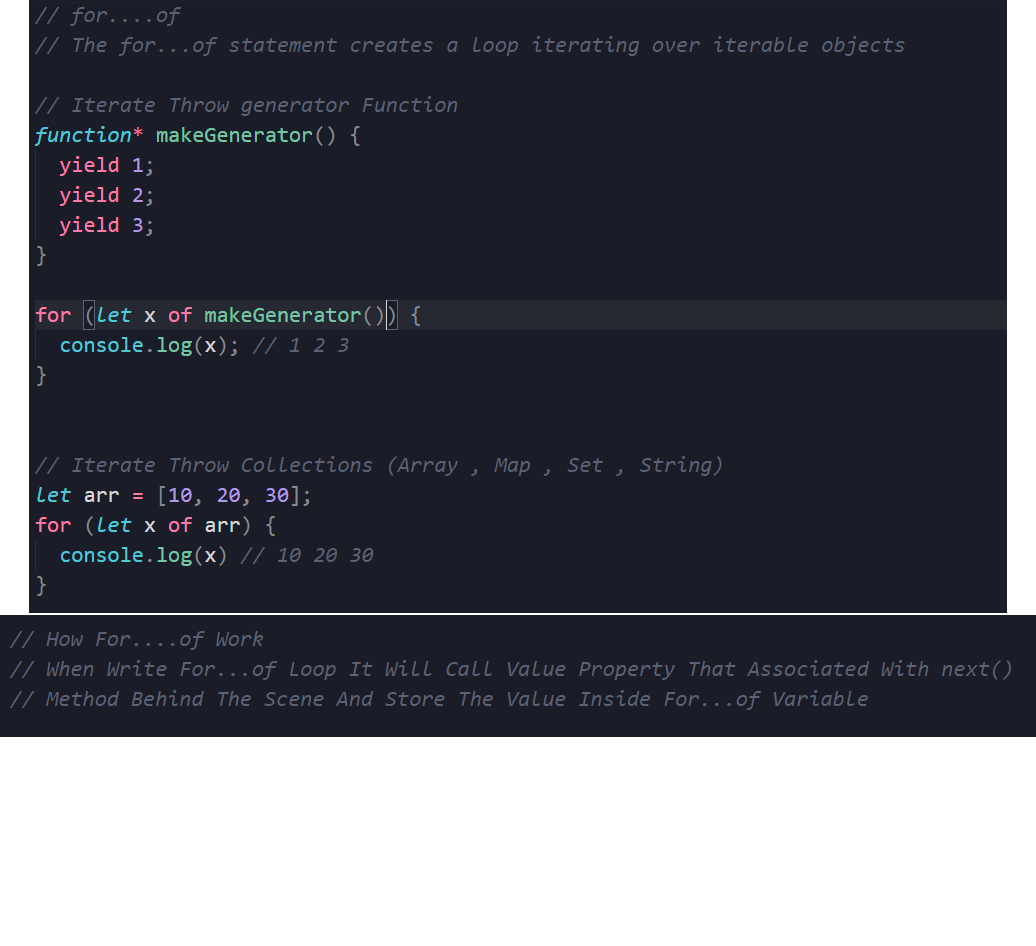 // for....of
// The for...of statement creates a loop iterating over iterable objects
// Iterate Throw generator Function
function* makeGenerator() {
  yield 1;
  yield 2;
  yield 3;
}
for (let x of makeGenerator()) {
  console.log(x); // 1 2 3
}
// Iterate Throw Collections (Array , Map , Set , String)
let arr = [10, 20, 30];
for (let x of arr) {
  console.log(x) // 10 20 30
}
// How For....of Work
// When Write For...of Loop It Will Call Value Property That Associated With next()
// Method Behind The Scene And Store The Value Inside For...of Variable